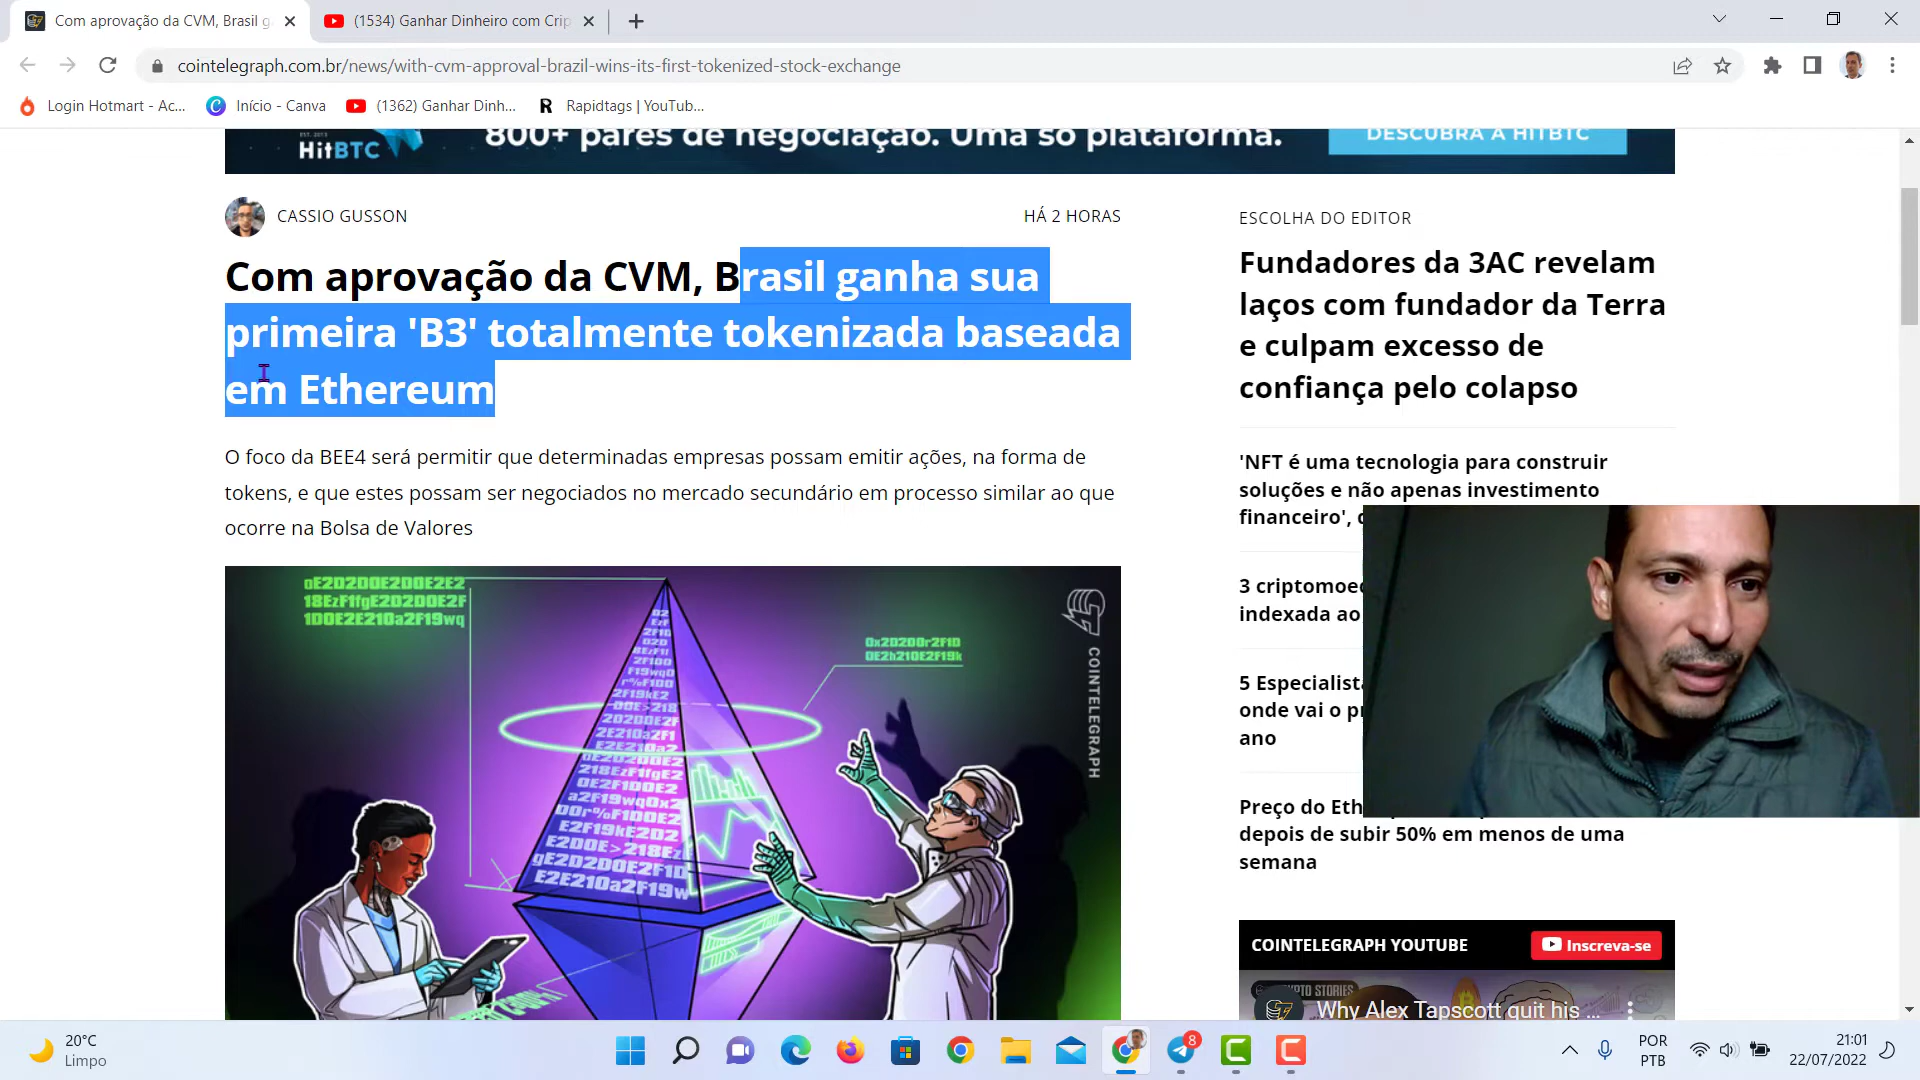 Com aprovação da CVM, Brasil g
(1534) Ganhar Dinheiro com Crip
cointelegraph.com.br/news/with-cvm-approval-brazil-wins-its-first-tokenized-stock-exchange
Login Hotmart - Ac...
Início - Canva
(1362) Ganhar Dinh...
Rapidtags | YouTub...
HitBTC
800+ pares de negociação. Uma só plataforma.
DESCUBRA A HITBTC
CASSIO GUSSON
HÁ 2 HORAS
Com aprovação da CVM, Brasil ganha sua
primeira 'B3' totalmente tokenizada baseada
em Ethereum
O foco da BEE4 será permitir que determinadas empresas possam emitir ações, na forma de
tokens, e que estes possam ser negociados no mercado secundário em processo similar ao que
ocorre na Bolsa de Valores
COINTELEGRAPH
ESCOLHA DO EDITOR
Fundadores da 3AC revelam
laços com fundador da Terra
e culpam excesso de
confiança pelo colapso
'NFT é uma tecnologia para construir
soluções e não apenas investimento
financeiro',
3 criptomoe
indexada ao
5 Especialista
onde vai o
ano
Preço do
depois de subir 50% em menos de uma
semana
COINTELEGRAPH YOUTUBE
Inscreva-se
Why Alex Tapscott quit his ...
20°C
Limpo
8
POR
PTB
21:01
22/07/2022